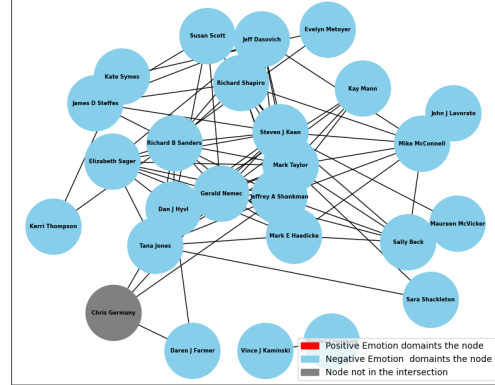 Evelyn Metoyer
Susan Scott
Jeff Dasovich
Kate Symes
Richard Shapiro
Kay Mann
James D Steffes
John J Lavorato
Steven J Kean
Richard B Sanders
Mike McConnell
Elizabeth Sager
Mark Taylor
Gerald Nemec
Jeffrey A Shankman
Dan J Hyvl
Maureen McVicker
Kerri Thompson
Mark E Haedicke
Tana Jones
Sally Beck
Sara Shackleton
Chris Germany
Daren J Farmer
Vince J Kaminski
Positive Emotion domaints the node
Negative Emotion  domaints the node
Node not in the intersection